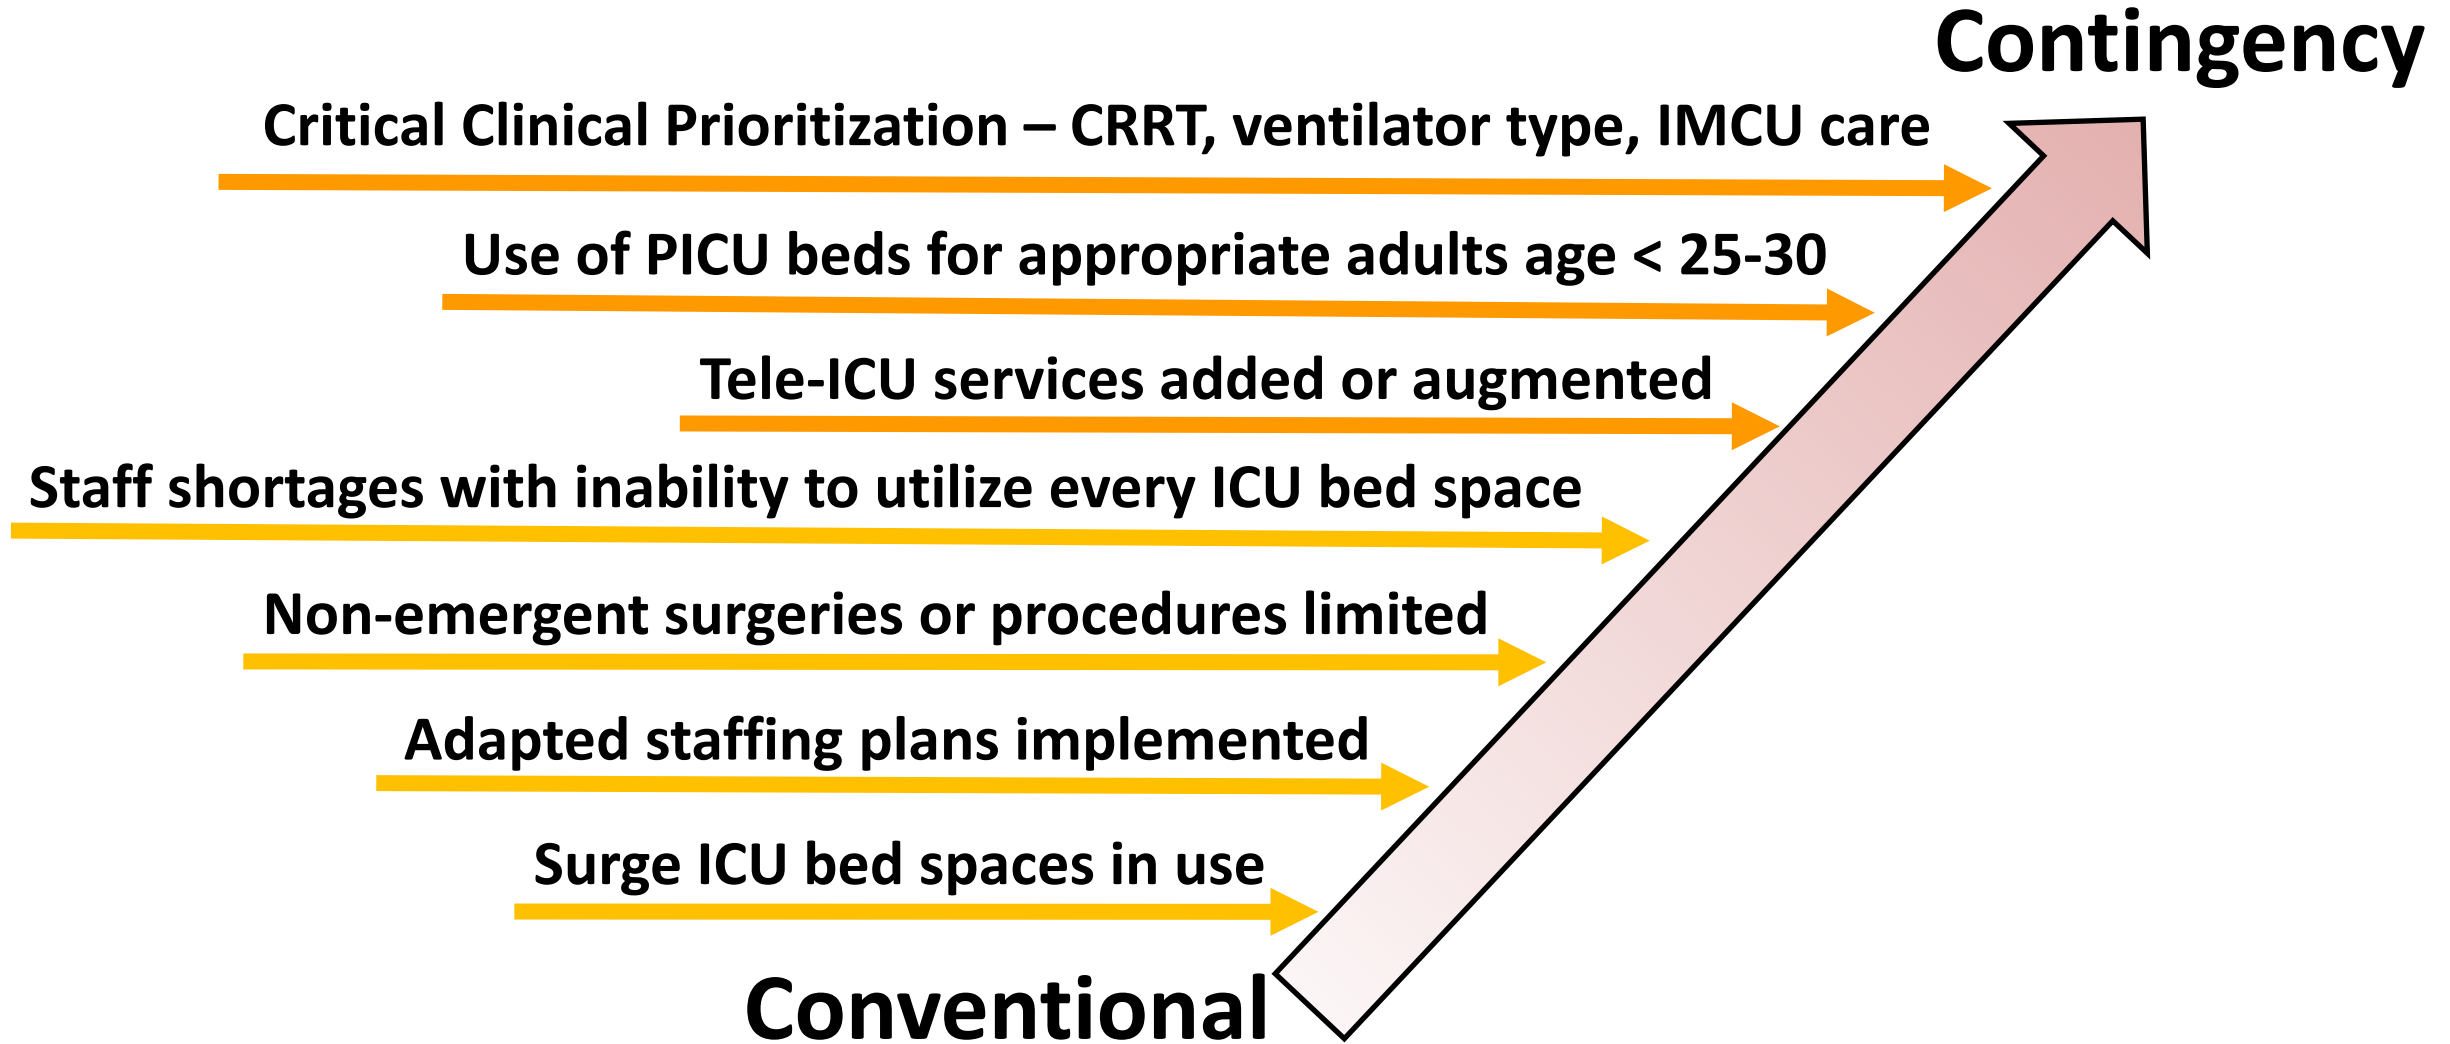 Contingency
Critical Clinical Prioritization – CRRT, ventilator type, IMCU care
Use of PICU beds for appropriate adults age < 25-30
Tele-ICU services added or augmented
Staff shortages with inability to utilize every ICU bed space
Non-emergent surgeries or procedures limited
Adapted staffing plans implemented
Surge ICU bed spaces in use
Conventional